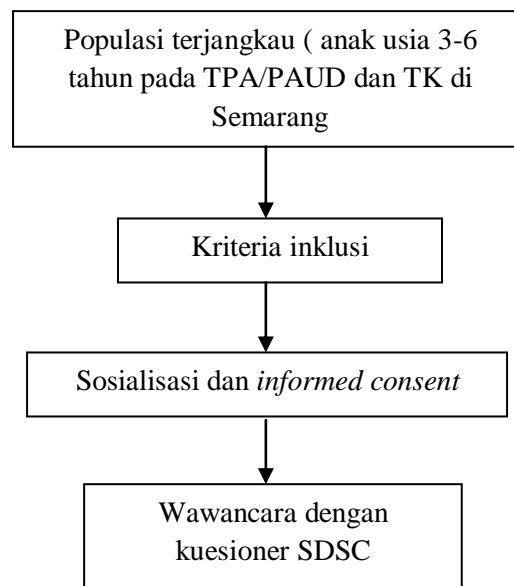 Populasi terjangkau ( anak usia 3-6
tahun pada TPA/PAUD dan TK di
Semarang
Kriteria inklusi
Sosialisasi dan informed consent
Wawancara dengan
kuesioner SDSC